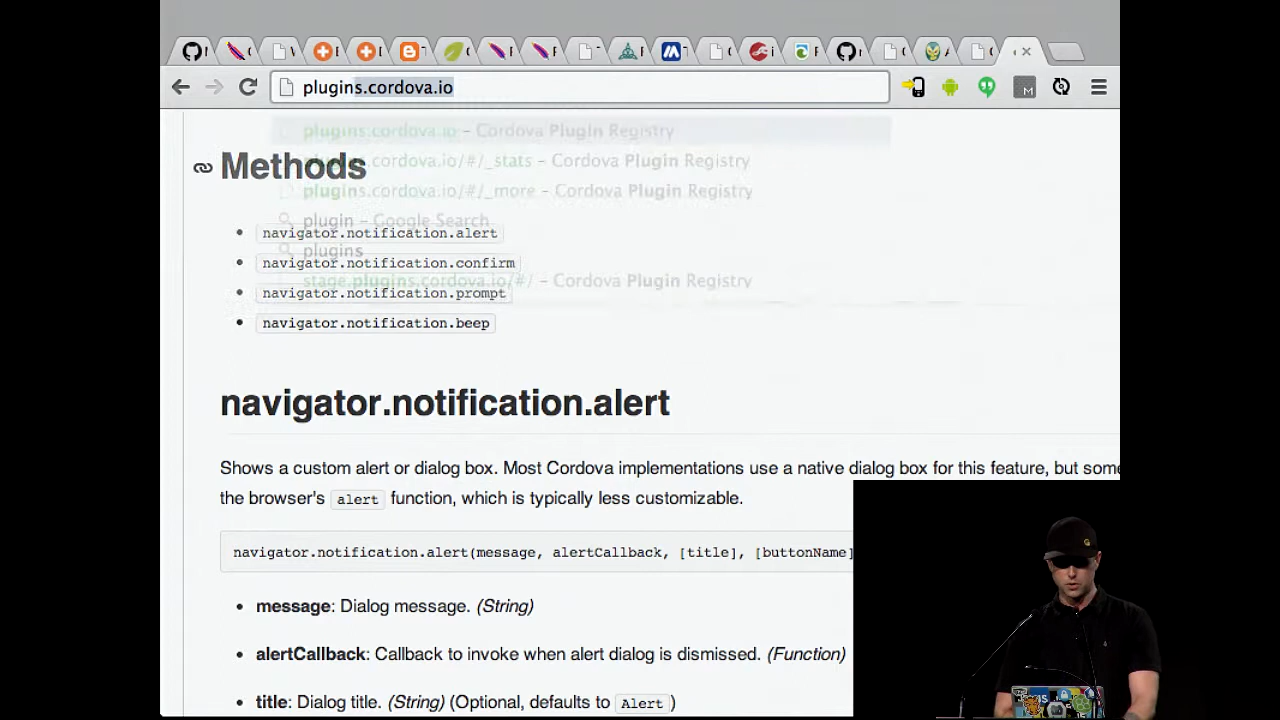 plugins.cordova.io
plugins.cordova.io – Cordova Plugin Registry
plugins.cordova.io/#/_stats – Cordova Plugin Registry
plugins.cordova.io/#/_more – Cordova Plugin Registry
plugin – Google Search
plugins
stage.plugins.cordova.io/#/ – Cordova Plugin Registry
Methods
navigator.notification.alert
navigator.notification.confirm
navigator.notification.prompt
navigator.notification.beep
navigator.notification.alert
Shows a custom alert or dialog box. Most Cordova implementations use a native dialog box for this feature, but som
the browser's alert function, which is typically less customizable.
navigator.notification.alert(message, alertCallback, [title], [buttonName]
message: Dialog message. (String)
alertCallback: Callback to invoke when alert dialog is dismissed. (Function)
title: Dialog title. (String) (Optional, defaults to Alert)